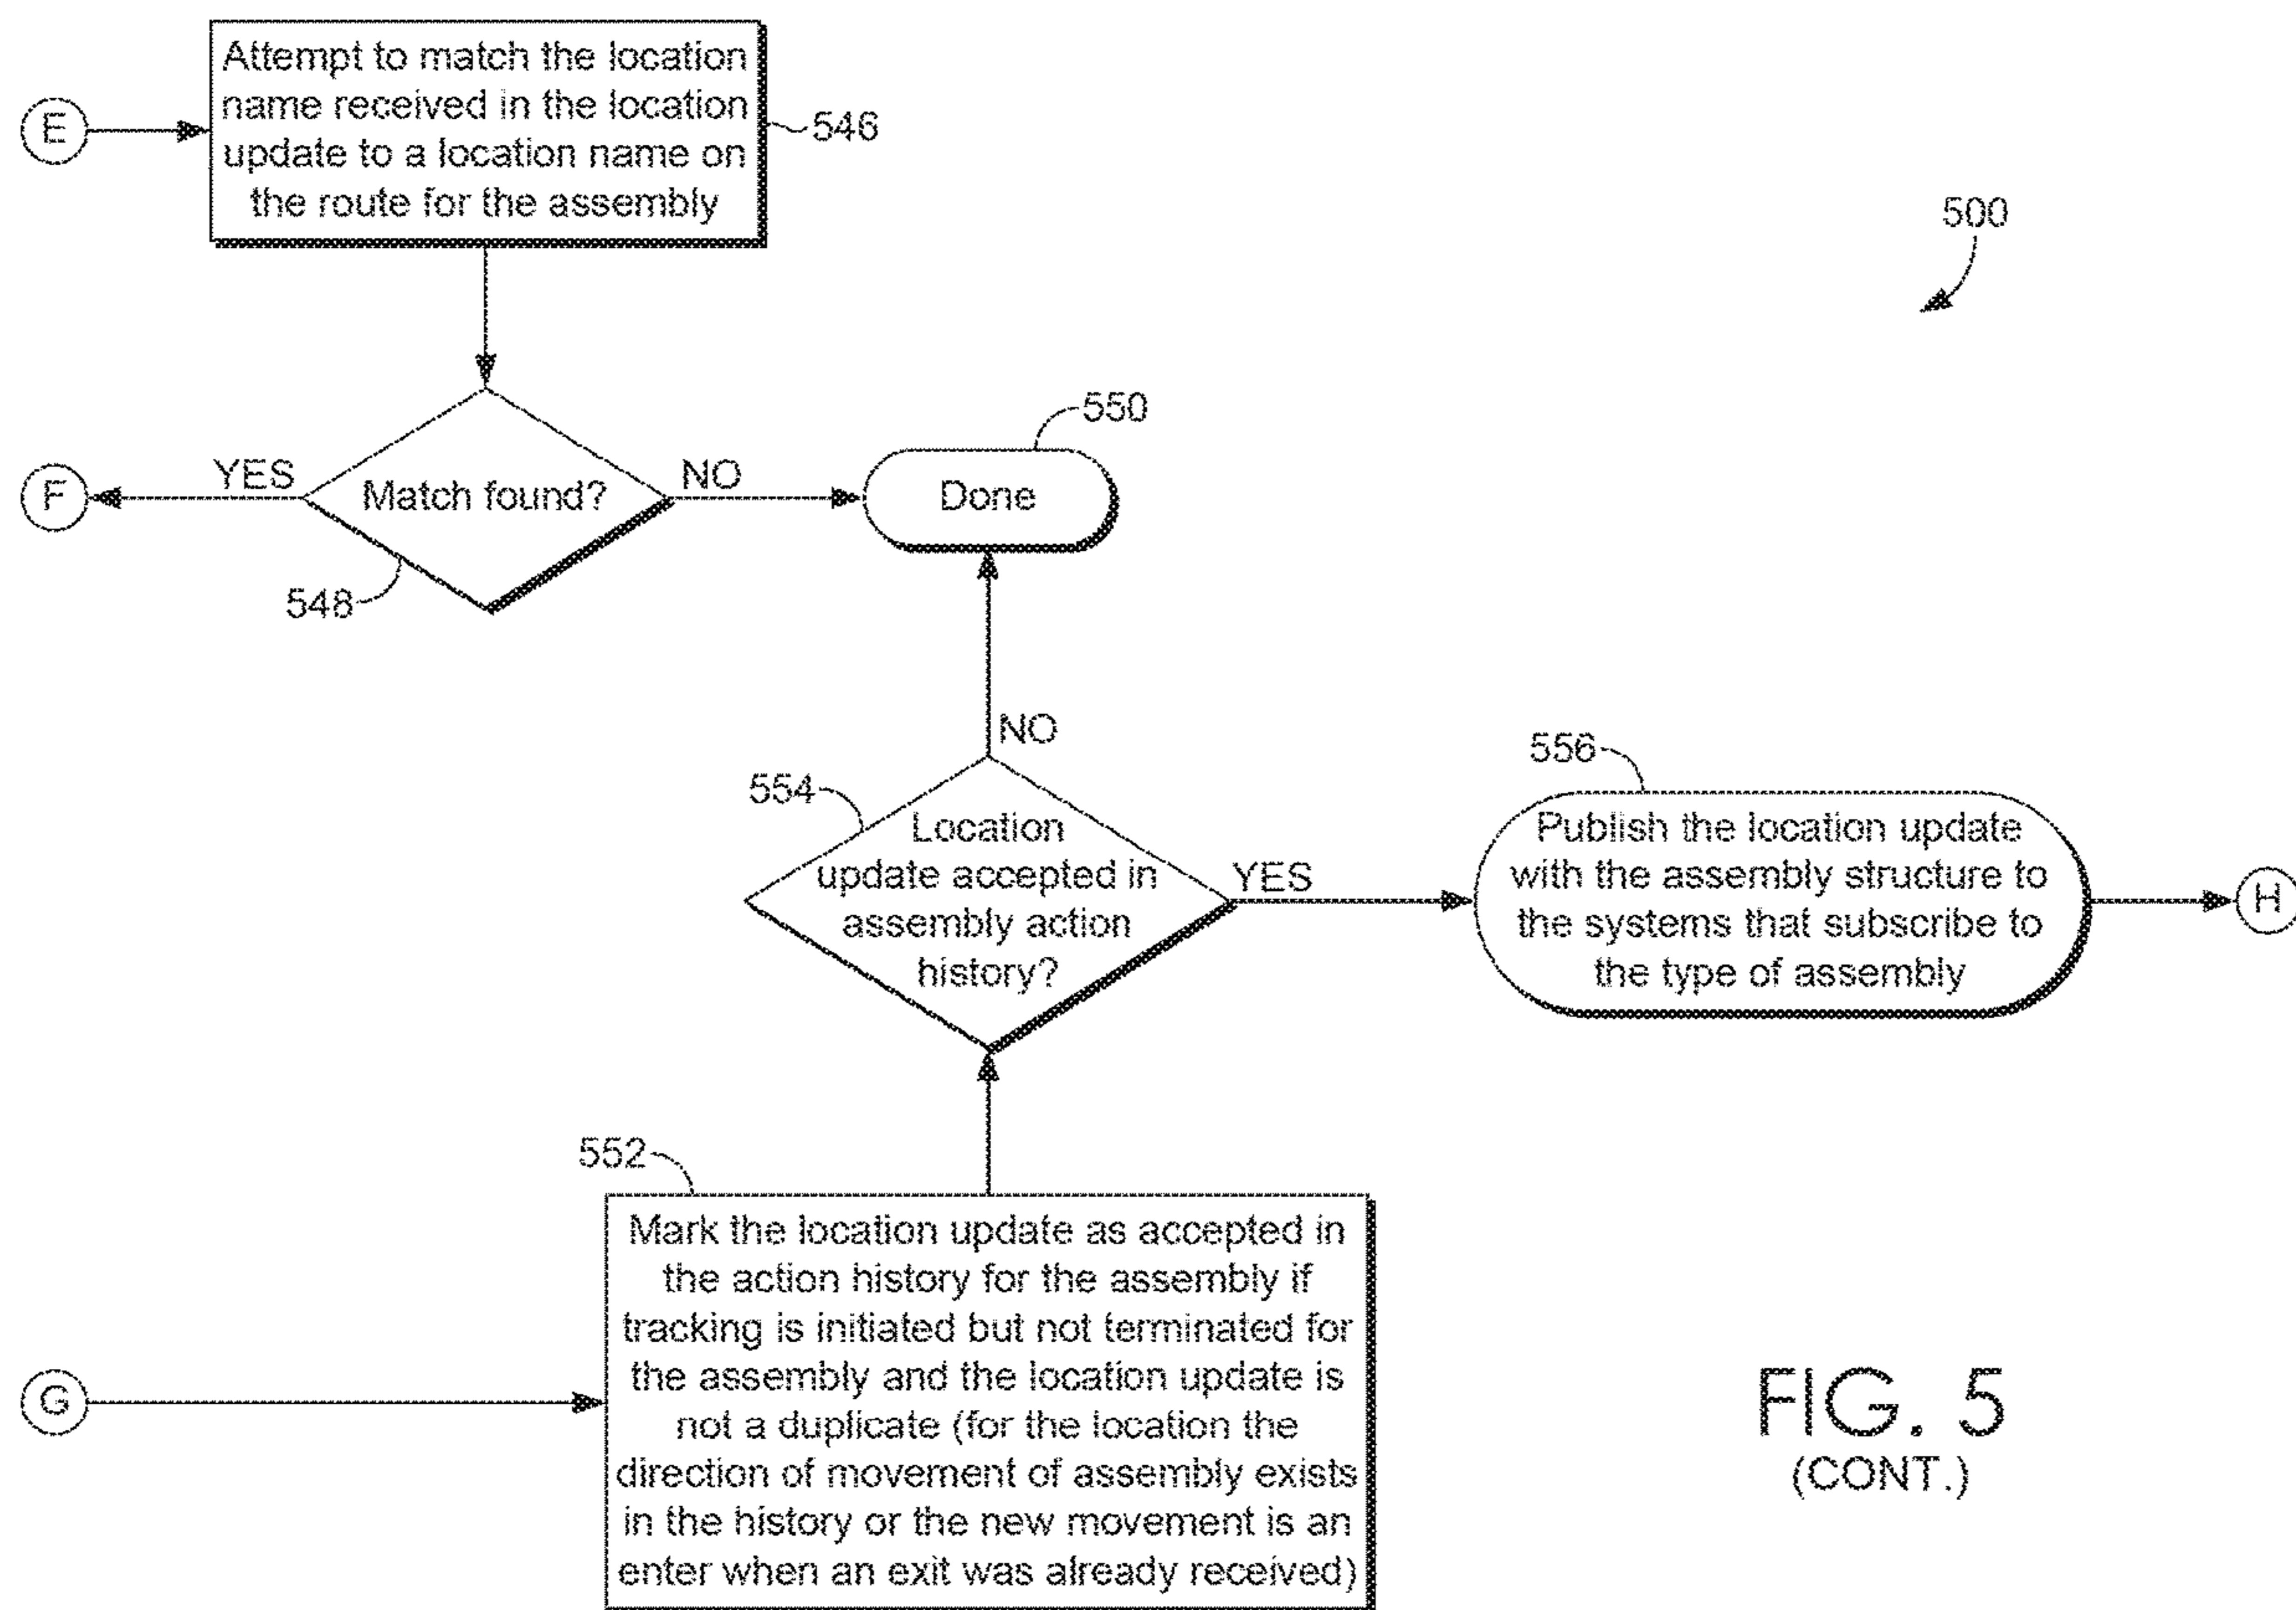 E
Attempt to match the location
name received in the location
update to a location name on
the route for the assembly
546
500
F
YES
Match found?
NO
548
550
Done
NO
554
Location
update accepted in
assembly action
history?
YES
556
Publish the location update
with the assembly structure to
the systems that subscribe to
the type of assembly
H
552
G
Mark the location update as accepted in
the action history for the assembly if
tracking is initiated but not terminated for
the assembly and the location update is
not a duplicate (for the location the
direction of movement of assembly exists
in the history or the new movement is an
enter when an exit was already received)
FIG. 5
(CONT.)